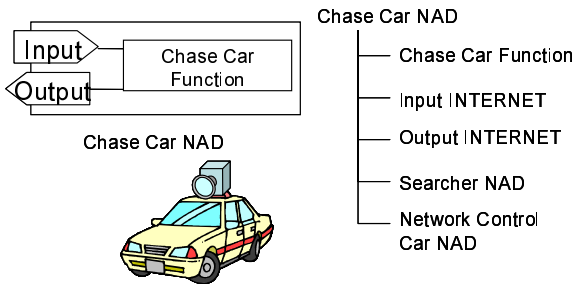 Input
Output
Chase Car
Function
Chase Car NAD
Chase Car NAD
Chase Car Function
Input INTERNET
Output INTERNET
Searcher NAD
Network Control
Car NAD